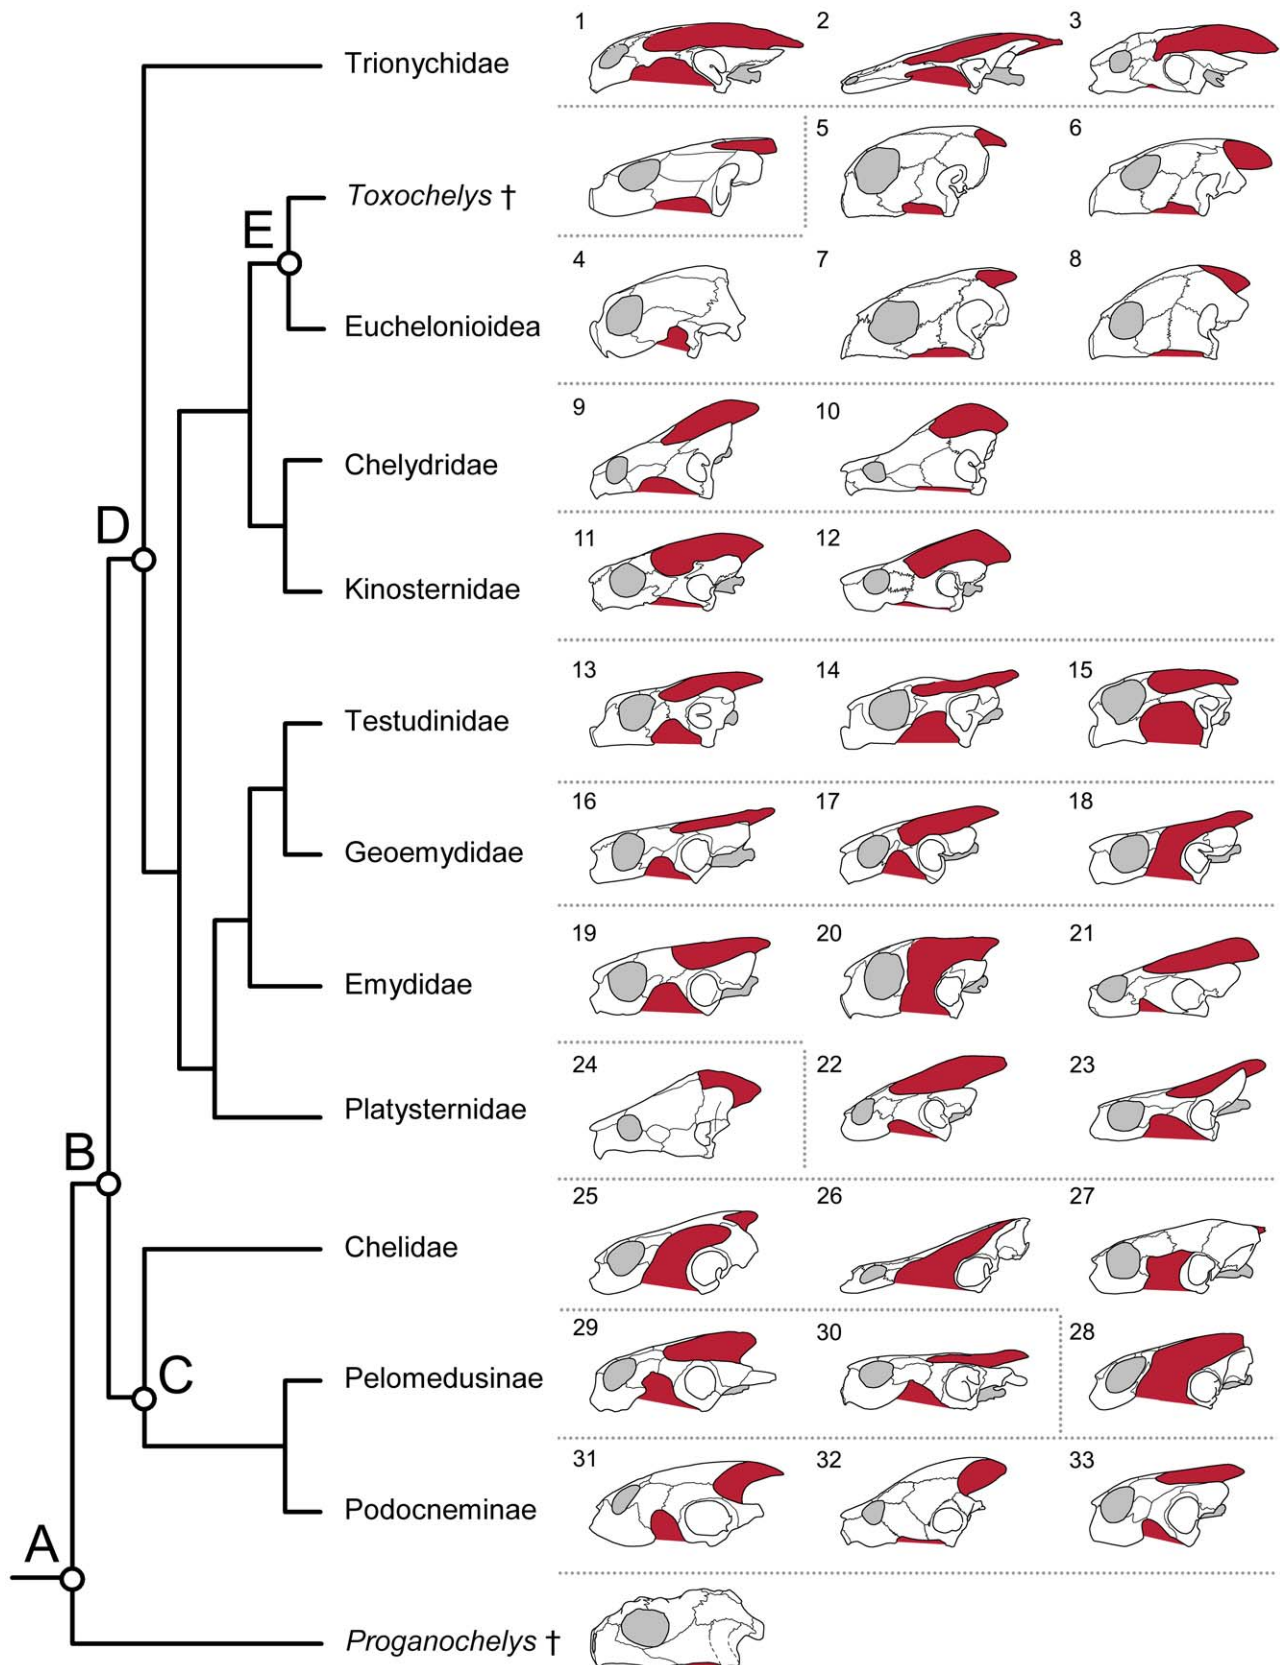 1 2 3
Trionychidae
5 6
Toxochelys †
E
4 7 8
Euchelonioidea
9 10
Chelydridae
D
11 12
Kinosternidae
13 14 15
Testudinidae
16 17 18
Geoemydidae
19 20 21
Emydidae
24 22 23
Platysternidae
B
25 26 27
Chelidae
29 30 28
C
Pelomedusinae
31 32 33
Podocneminae
A
Proganochelys †